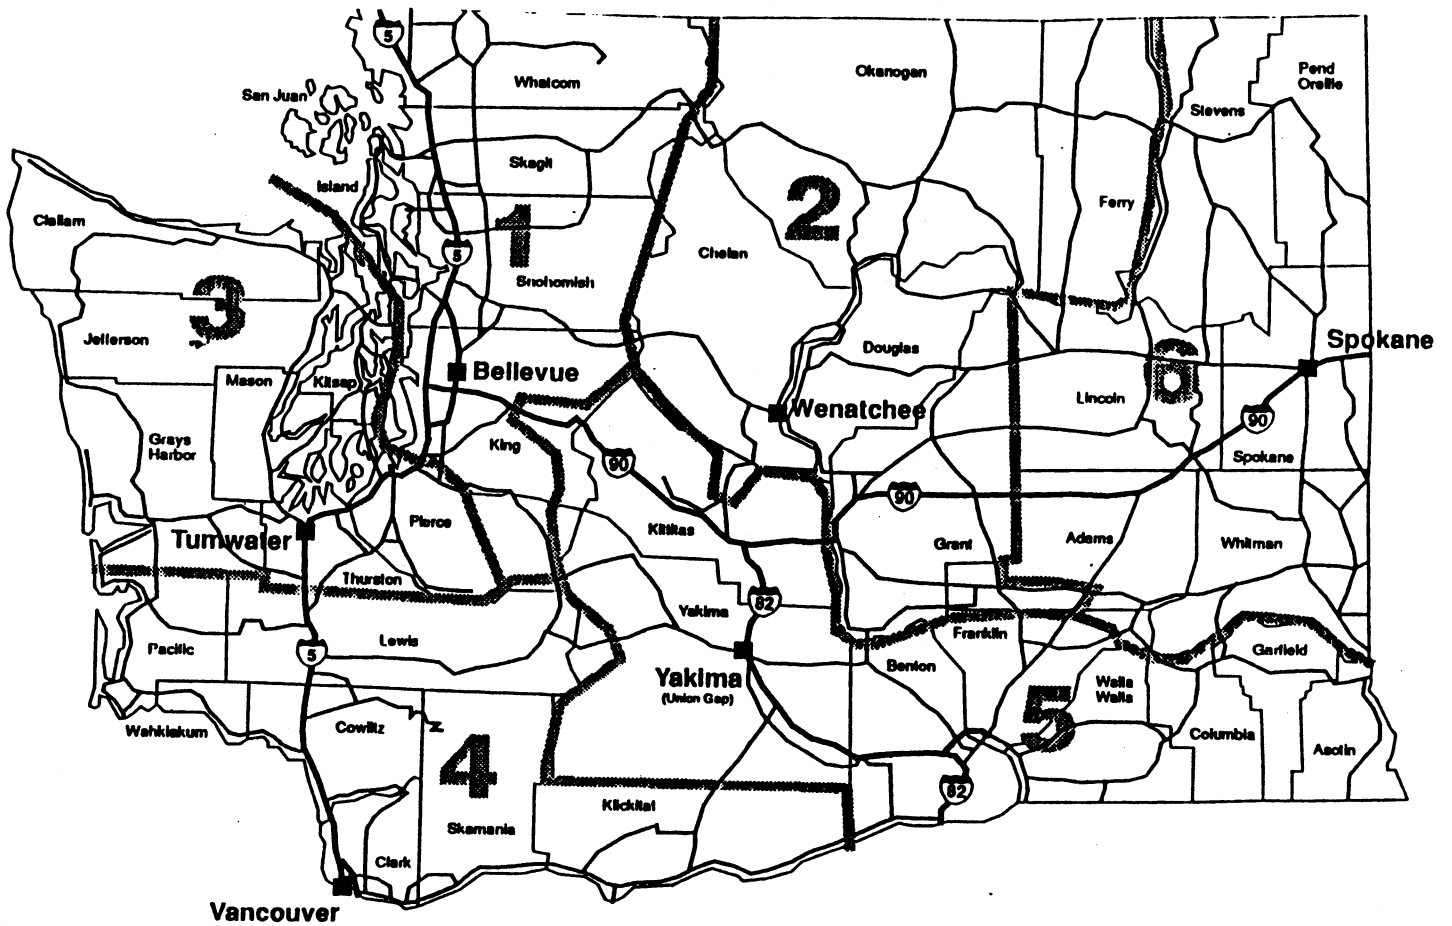 5
Whatcom
Okanogan
Pend
Oreille
San Juan
Stevens
Skagit
Island
Clallam
1
2
Ferry
5
Chelan
Snohomish
3
Jefferson
Douglas
Spokane
Mason
Kitsap
Bellevue
6
Lincoln
Wenatchee
Grays
Harbor
King
90
90
Spokane
90
Pierce
Kittitas
Tumwater
Grant
Adams
Whitman
Thurston
Yakima
82
Pacific
Lewis
5
Franklin
Garfield
Benton
Yakima
(Union Gap)
Walla
Walla
5
Wahkiakum
Cowlitz
Columbia
Asotin
4
82
Klickitat
Skamania
Clark
Vancouver